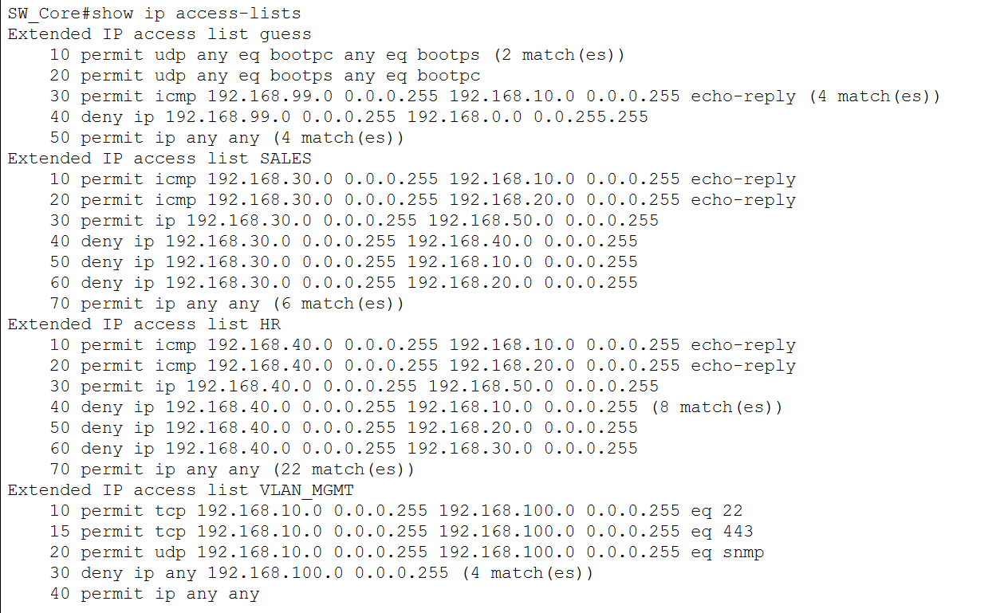 SW_Core#show ip access-lists
Extended IP access list guess
    10 permit udp any eq bootpc any eq bootps (2 match(es))
    20 permit udp any eq bootps any eq bootpc
    30 permit icmp 192.168.99.0 0.0.0.255 192.168.10.0 0.0.0.255 echo-reply (4 match(es))
    40 deny ip 192.168.99.0 0.0.0.255 192.168.0.0 0.0.255.255
    50 permit ip any any (4 match(es))
Extended IP access list SALES
    10 permit icmp 192.168.30.0 0.0.0.255 192.168.10.0 0.0.0.255 echo-reply
    20 permit icmp 192.168.30.0 0.0.0.255 192.168.20.0 0.0.0.255 echo-reply
    30 permit ip 192.168.30.0 0.0.0.255 192.168.50.0 0.0.0.255
    40 deny ip 192.168.30.0 0.0.0.255 192.168.40.0 0.0.0.255
    50 deny ip 192.168.30.0 0.0.0.255 192.168.10.0 0.0.0.255
    60 deny ip 192.168.30.0 0.0.0.255 192.168.20.0 0.0.0.255
    70 permit ip any any (6 match(es))
Extended IP access list HR
    10 permit icmp 192.168.40.0 0.0.0.255 192.168.10.0 0.0.0.255 echo-reply
    20 permit icmp 192.168.40.0 0.0.0.255 192.168.20.0 0.0.0.255 echo-reply
    30 permit ip 192.168.40.0 0.0.0.255 192.168.50.0 0.0.0.255
    40 deny ip 192.168.40.0 0.0.0.255 192.168.10.0 0.0.0.255 (8 match(es))
    50 deny ip 192.168.40.0 0.0.0.255 192.168.20.0 0.0.0.255
    60 deny ip 192.168.40.0 0.0.0.255 192.168.30.0 0.0.0.255
    70 permit ip any any (22 match(es))
Extended IP access list VLAN_MGMT
    10 permit tcp 192.168.10.0 0.0.0.255 192.168.100.0 0.0.0.255 eq 22
    15 permit tcp 192.168.10.0 0.0.0.255 192.168.100.0 0.0.0.255 eq 443
    20 permit udp 192.168.10.0 0.0.0.255 192.168.100.0 0.0.0.255 eq snmp
    30 deny ip any 192.168.100.0 0.0.0.255 (4 match(es))
    40 permit ip any any